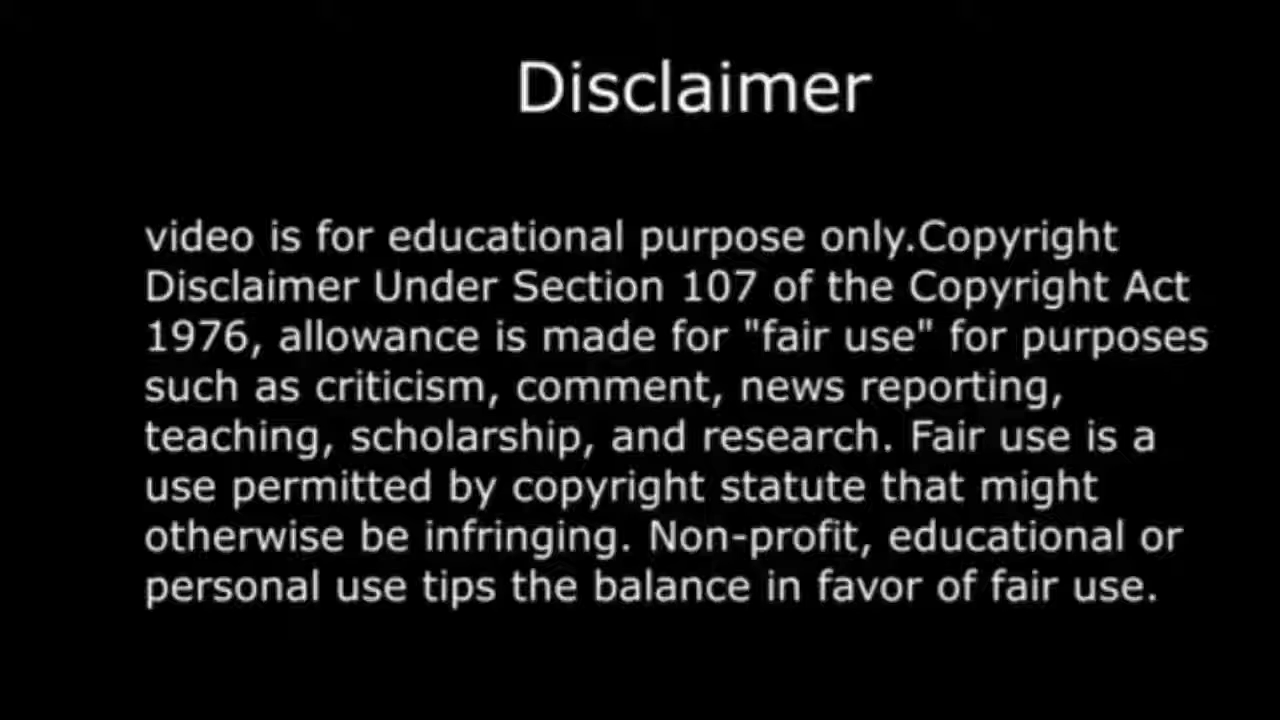 Disclaimer
video is for educational purpose only.Copyright
Disclaimer Under Section 107 of the Copyright Act
1976, allowance is made for "fair use" for purposes
such as criticism, comment, news reporting,
teaching, scholarship, and research. Fair use is a
use permitted by copyright statute that might
otherwise be infringing. Non-profit, educational or
personal use tips the balance in favor of fair use.